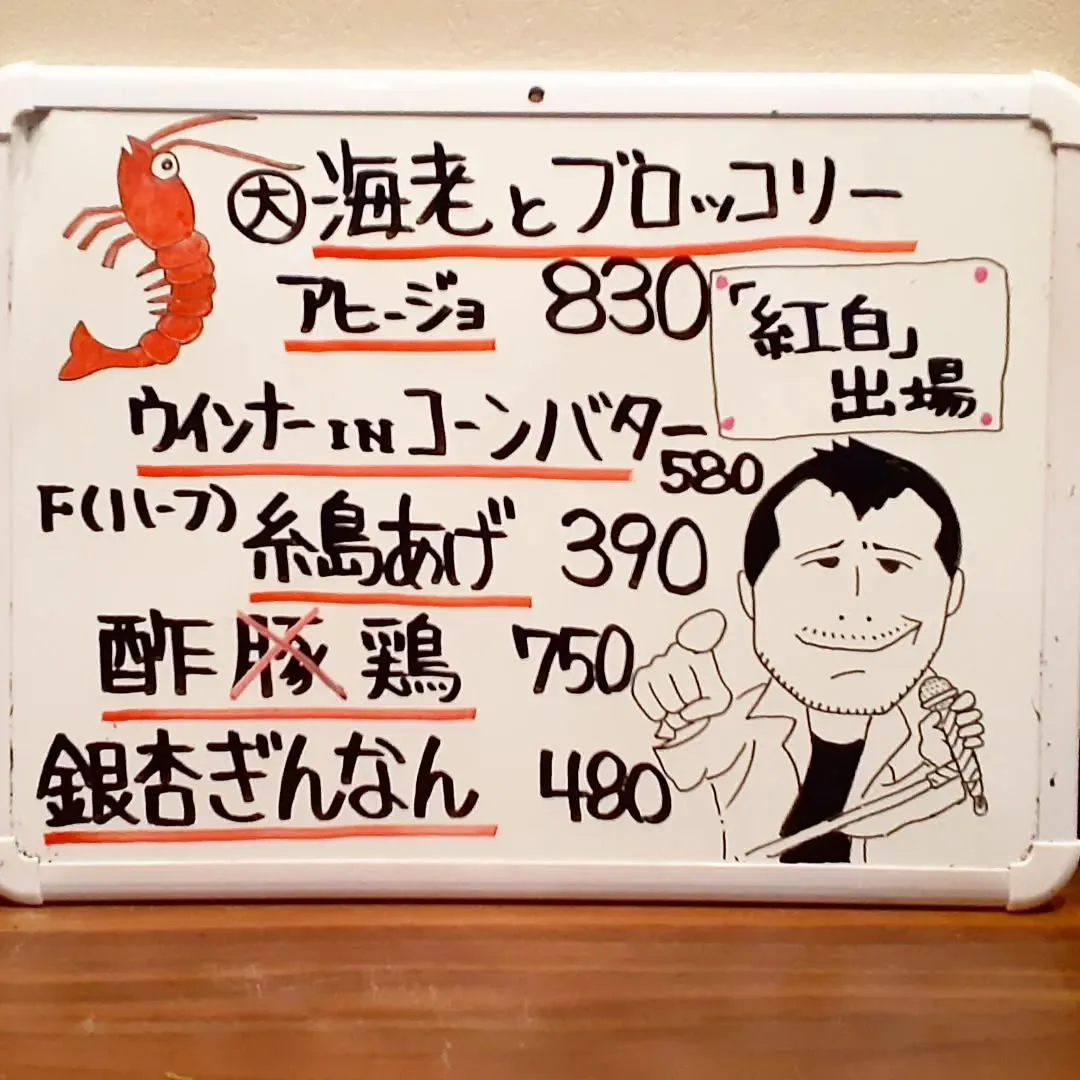 大海老とブロッコリー
アヒージョ 830
「紅白」
出場
ウインナーINコーンバター
580
F(ハーフ)
糸島あげ 390
酢豚鶏 750
銀杏ぎんなん 480